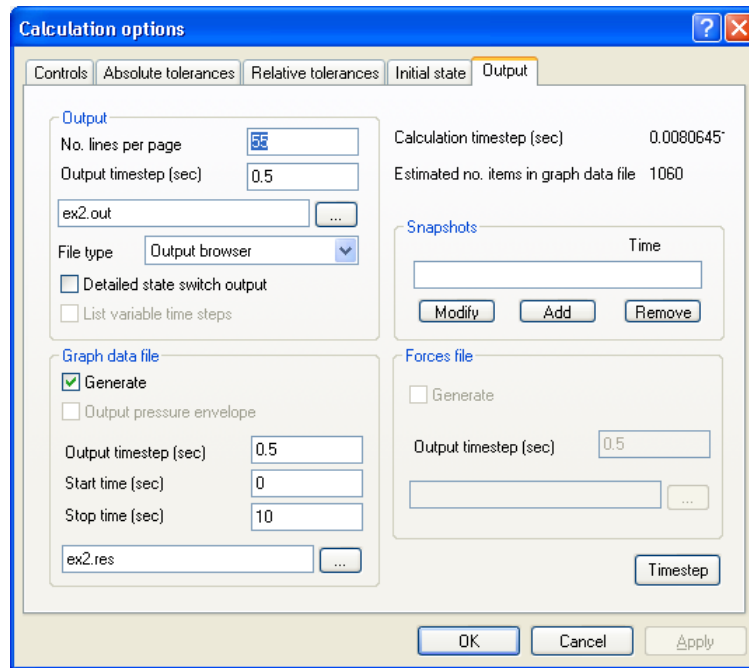 Calculation options
Controls Absolute tolerances Relative tolerances Initial state Output
Output
No. lines per page 55
Output timestep (sec) 0.5
ex2.out ...
File type Output browser
Detailed state switch output
List variable time steps
Calculation timestep (sec) 0.0080645
Estimated no. items in graph data file 1060
Snapshots
Time
Modify Add Remove
Graph data file
Generate
Output pressure envelope
Output timestep (sec) 0.5
Start time (sec) 0
Stop time (sec) 10
ex2.res ...
Forces file
Generate
Output timestep (sec) 0.5
...
Timestep
OK Cancel Apply